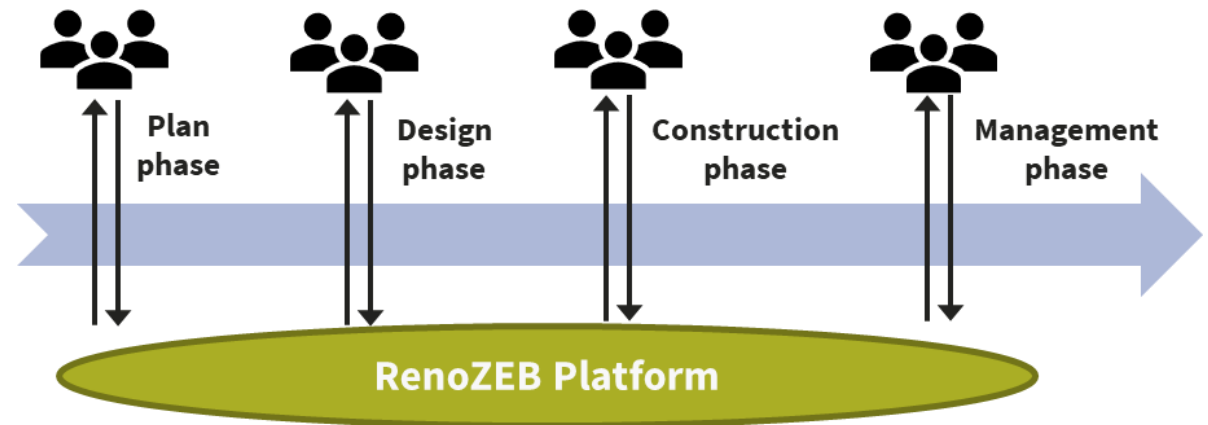 Plan
phase
Design
phase
Construction
phase
Management
phase
RenoZEB Platform